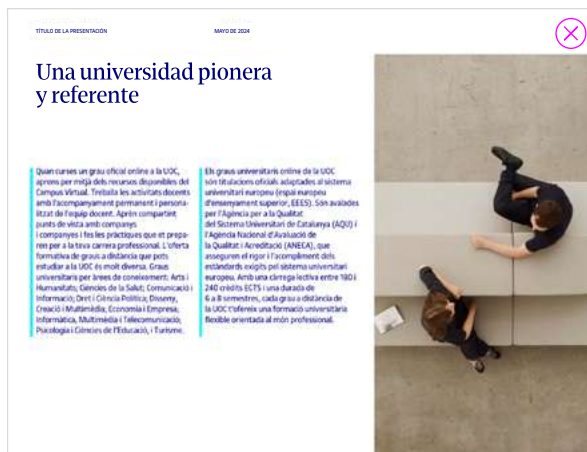 TÍTULO DE LA PRESENTACIÓN
MAYO DE 2024
Una universidad pionera
y referente
Quan curses un grau oficial online a la UOC,
aprens per mitjà dels recursos disponibles del
Campus Virtual. Treballa les activitats docents
amb l'acompanyament permanent i persona-
litzat de l'equip docent. Aprèn compartint
punts de vista amb companys
i companyes i fes les pràctiques que et prepa-
ren per a la teva carrera professional. L'oferta
formativa de graus a distància que pots
estudiar a la UOC és molt diversa. Graus
universitaris per àrees de coneixement: Arts i
Humanitats; Ciències de la Salut; Comunicació i
Informació; Dret i Ciència Política; Disseny,
Creació i Multimèdia; Economia i Empresa;
Informàtica, Multimèdia i Telecomunicació;
Psicologia i Ciències de l'Educació, i Turisme.
Els graus universitaris online de la UOC
són titulacions oficials adaptades al sistema
universitari europeu (espai europeu
d'ensenyament superior, EEES). Són avalades
per l'Agència per a la Qualitat
del Sistema Universitari de Catalunya (AQU) i
l'Agència Nacional d'Avaluació de
la Qualitat i Acreditació (ANECA), que
asseguren el rigor i l'acompliment dels
estàndards exigits pel sistema universitari
europeu. Amb una càrrega lectiva entre 180 i
240 crèdits ECTS i una durada de
6 a 8 semestres, cada grau a distància de
la UOC t'ofereix una formació universitària
flexible orientada al món professional.